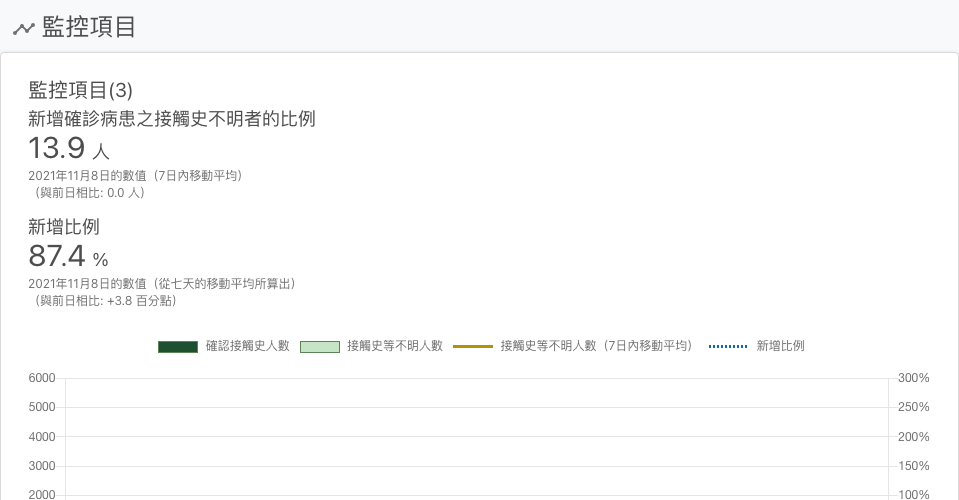 監控項目
監控項目(3)
新增確診病患之接觸史不明者的比例
13.9 人
2021年11月8日的數值（7日內移動平均）
（與前日相比: 0.0 人）
新增比例
87.4 %
2021年11月8日的數值（從七天的移動平均所算出）
（與前日相比: +3.8 百分點）
確認接觸史人數 接觸史等不明人數 接觸史等不明人數（7日內移動平均） 新增比例
6000 300%
5000 250%
4000 200%
3000 150%
2000 100%